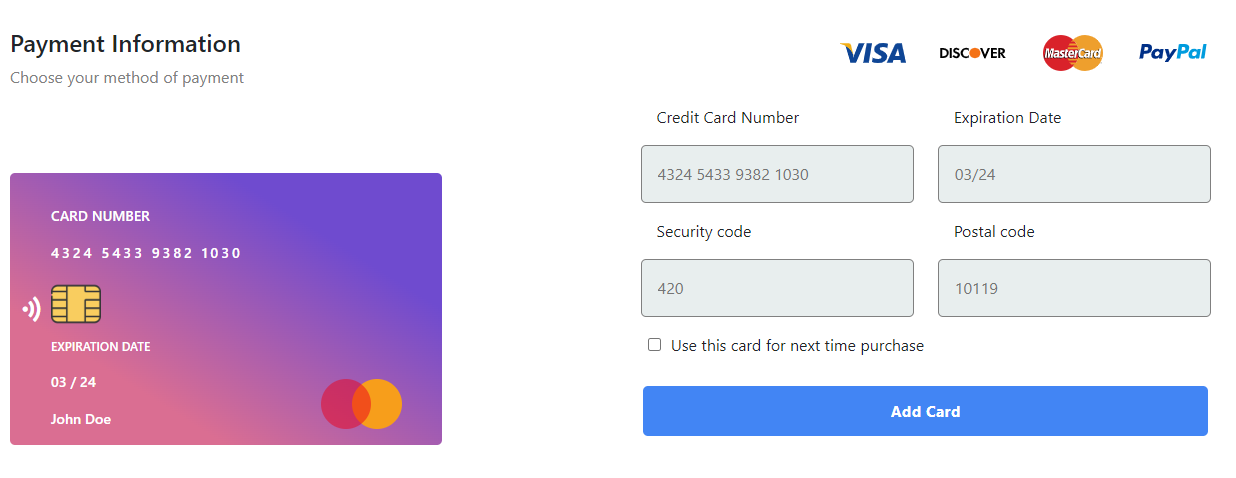 Payment Information
Choose your method of payment
VISA DISCOVER MasterCard PayPal
CARD NUMBER
4324 5433 9382 1030
EXPIRATION DATE
03 / 24
John Doe
Credit Card Number Expiration Date
4324 5433 9382 1030 03/24
Security code Postal code
420 10119
Use this card for next time purchase
Add Card